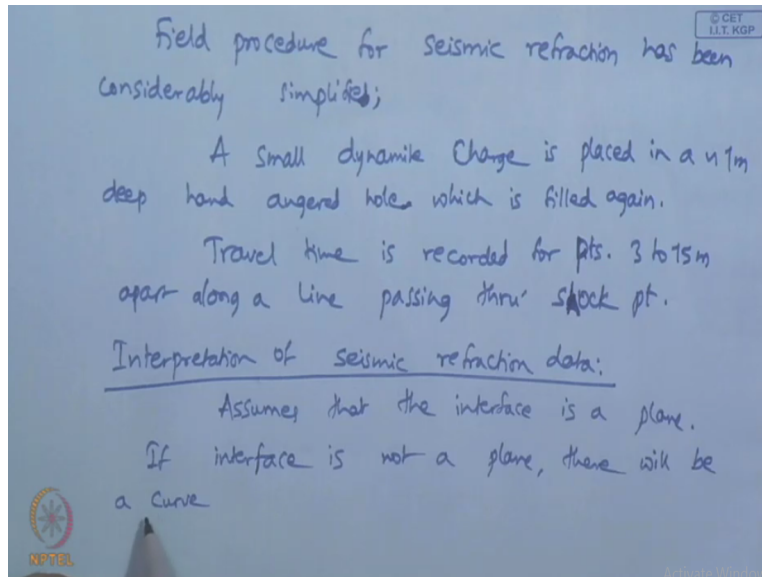 © CET
I.I.T. KGP
Field procedure for seismic refraction has been
considerably simplified;
A small dynamite charge is placed in a ~ 1m
deep hand augered hole which is filled again.
Travel time is recorded for pts. 3 to 15m
apart along a line passing thru' shock pt.
Interpretation of seismic refraction data:
Assumes that the interface is a plane.
If interface is not a plane, there will be
a curve
NPTEL
Activate Windows